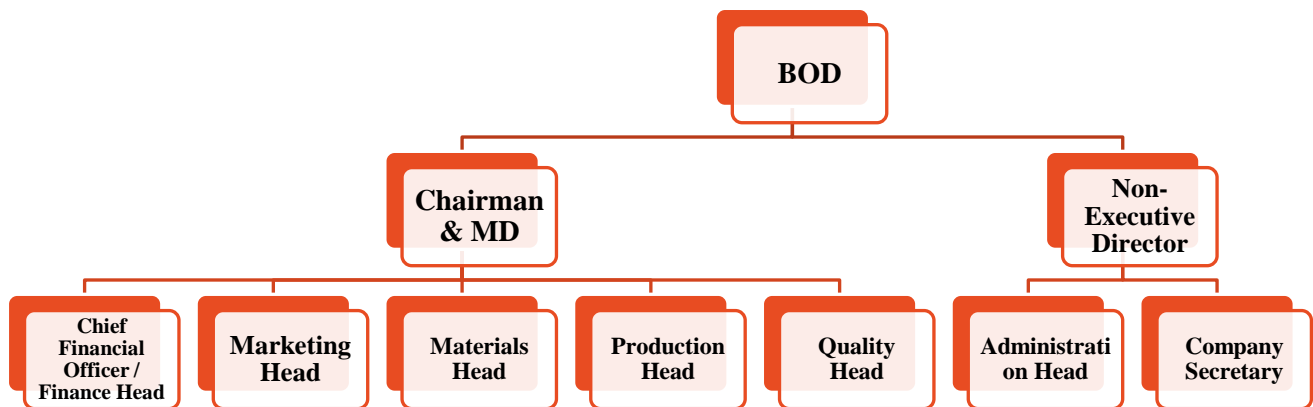 BOD
Chairman
& MD
Non-
Executive
Director
Chief
Financial
Officer /
Finance Head
Marketing
Head
Materials
Head
Production
Head
Quality
Head
Administrati
on Head
Company
Secretary